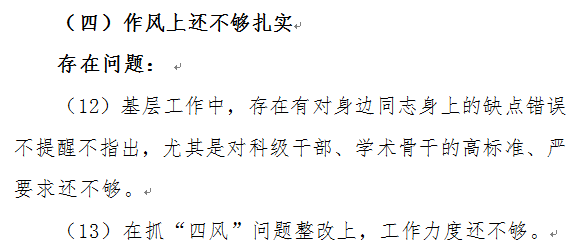 （四）作风上还不够扎实
存在问题：
（12）基层工作中，存在有对身边同志身上的缺点错误
不提醒不指出，尤其是对科级干部、学术骨干的高标准、严
要求还不够。
（13）在抓“四风”问题整改上，工作力度还不够。